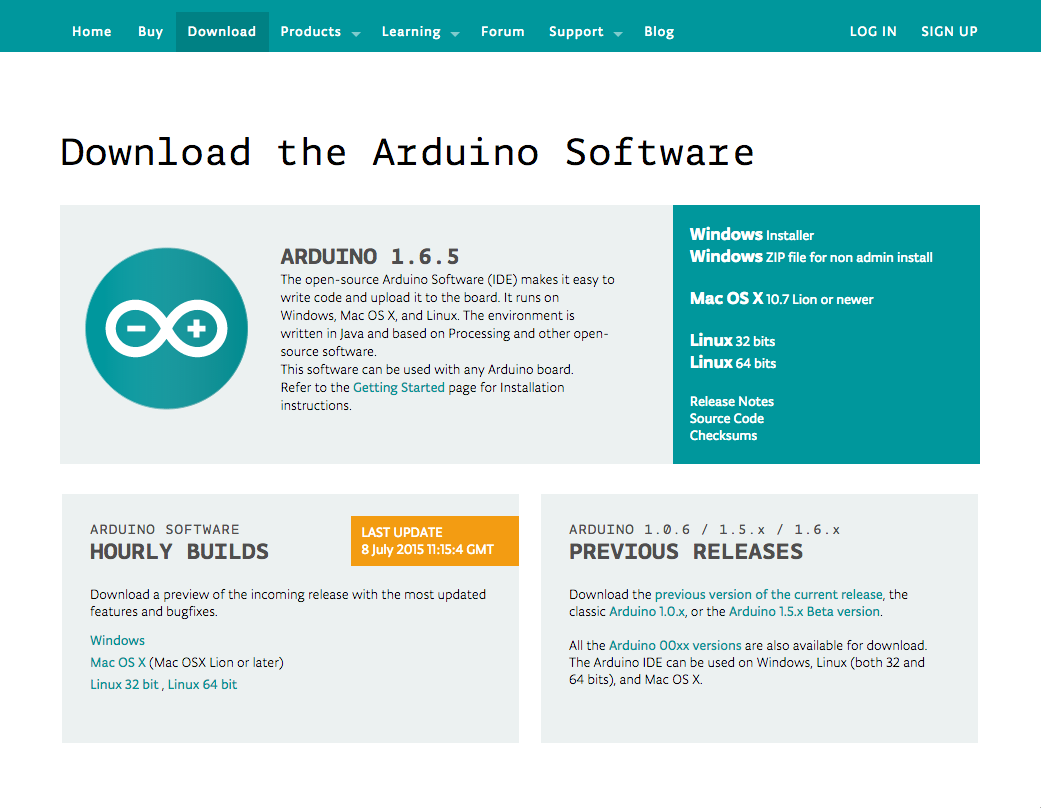 Home Buy Download Products Learning Forum Support Blog LOG IN SIGN UP
Download the Arduino Software
ARDUINO 1.6.5
The open-source Arduino Software (IDE) makes it easy to
write code and upload it to the board. It runs on
Windows, Mac OS X, and Linux. The environment is
written in Java and based on Processing and other open-
source software.
This software can be used with any Arduino board.
Refer to the Getting Started page for Installation
instructions.
Windows Installer
Windows ZIP file for non admin install
Mac OS X 10.7 Lion or newer
Linux 32 bits
Linux 64 bits
Release Notes
Source Code
Checksums
ARDUINO SOFTWARE
HOURLY BUILDS
LAST UPDATE
8 July 2015 11:15:4 GMT
Download a preview of the incoming release with the most updated
features and bugfixes.
Windows
Mac OS X (Mac OSX Lion or later)
Linux 32 bit , Linux 64 bit
ARDUINO 1.0.6 / 1.5.x / 1.6.x
PREVIOUS RELEASES
Download the previous version of the current release, the
classic Arduino 1.0.x, or the Arduino 1.5.x Beta version.
All the Arduino 00xx versions are also available for download.
The Arduino IDE can be used on Windows, Linux (both 32 and
64 bits), and Mac OS X.